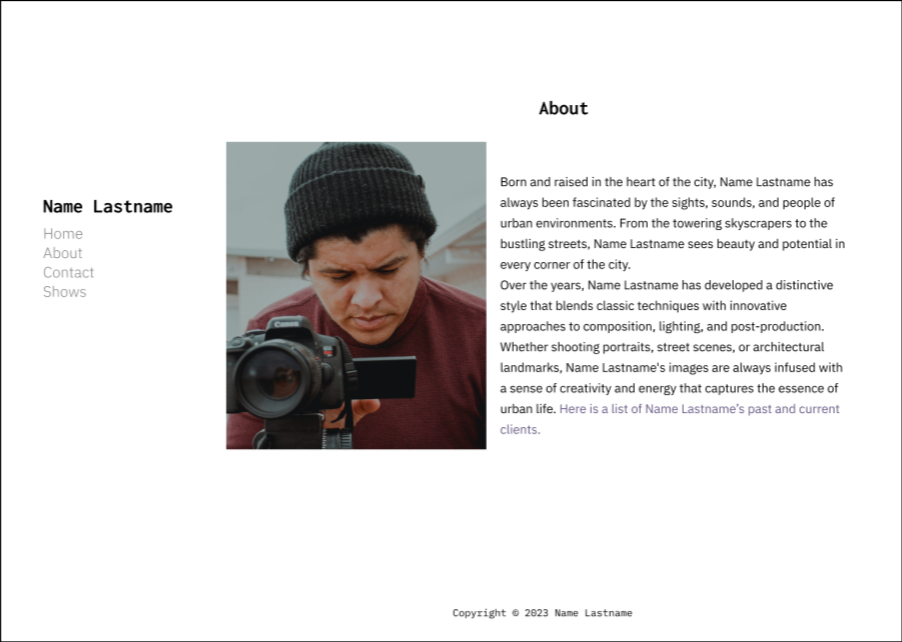 About
Name Lastname
Home
About
Contact
Shows
Canon
Born and raised in the heart of the city, Name Lastname has
always been fascinated by the sights, sounds, and people of
urban environments. From the towering skyscrapers to the
bustling streets, Name Lastname sees beauty and potential in
every corner of the city.
Over the years, Name Lastname has developed a distinctive
style that blends classic techniques with innovative
approaches to composition, lighting, and post-production.
Whether shooting portraits, street scenes, or architectural
landmarks, Name Lastname's images are always infused with
a sense of creativity and energy that captures the essence of
urban life. Here is a list of Name Lastname’s past and current
clients.
Copyright © 2023 Name Lastname